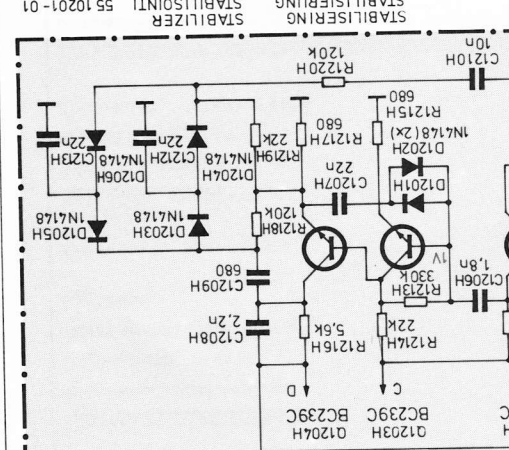 Q1203H
BC239C
Q1204H
BC239C
C
D
R1214H
22k
R1216H
5,6k
C1208H
2,2n
C1206H
1,8n
R1213H
330k
C1209H
680
1V
R1218H
120k
D1203H
1N4148
D1205H
1N4148
D1201H
D1202H
1N4148(2x)
C1207H
22n
R1215H
680
R1217H
680
R1219H
22k
D1204H
1N4148
C1212H
22n
D1206H
1N4148
C1213H
22n
C1210H
10n
R1220H
120k
STABILISERING
STABILISIERUNG
STABILIZER
STABILISOINTI
55 10201-01